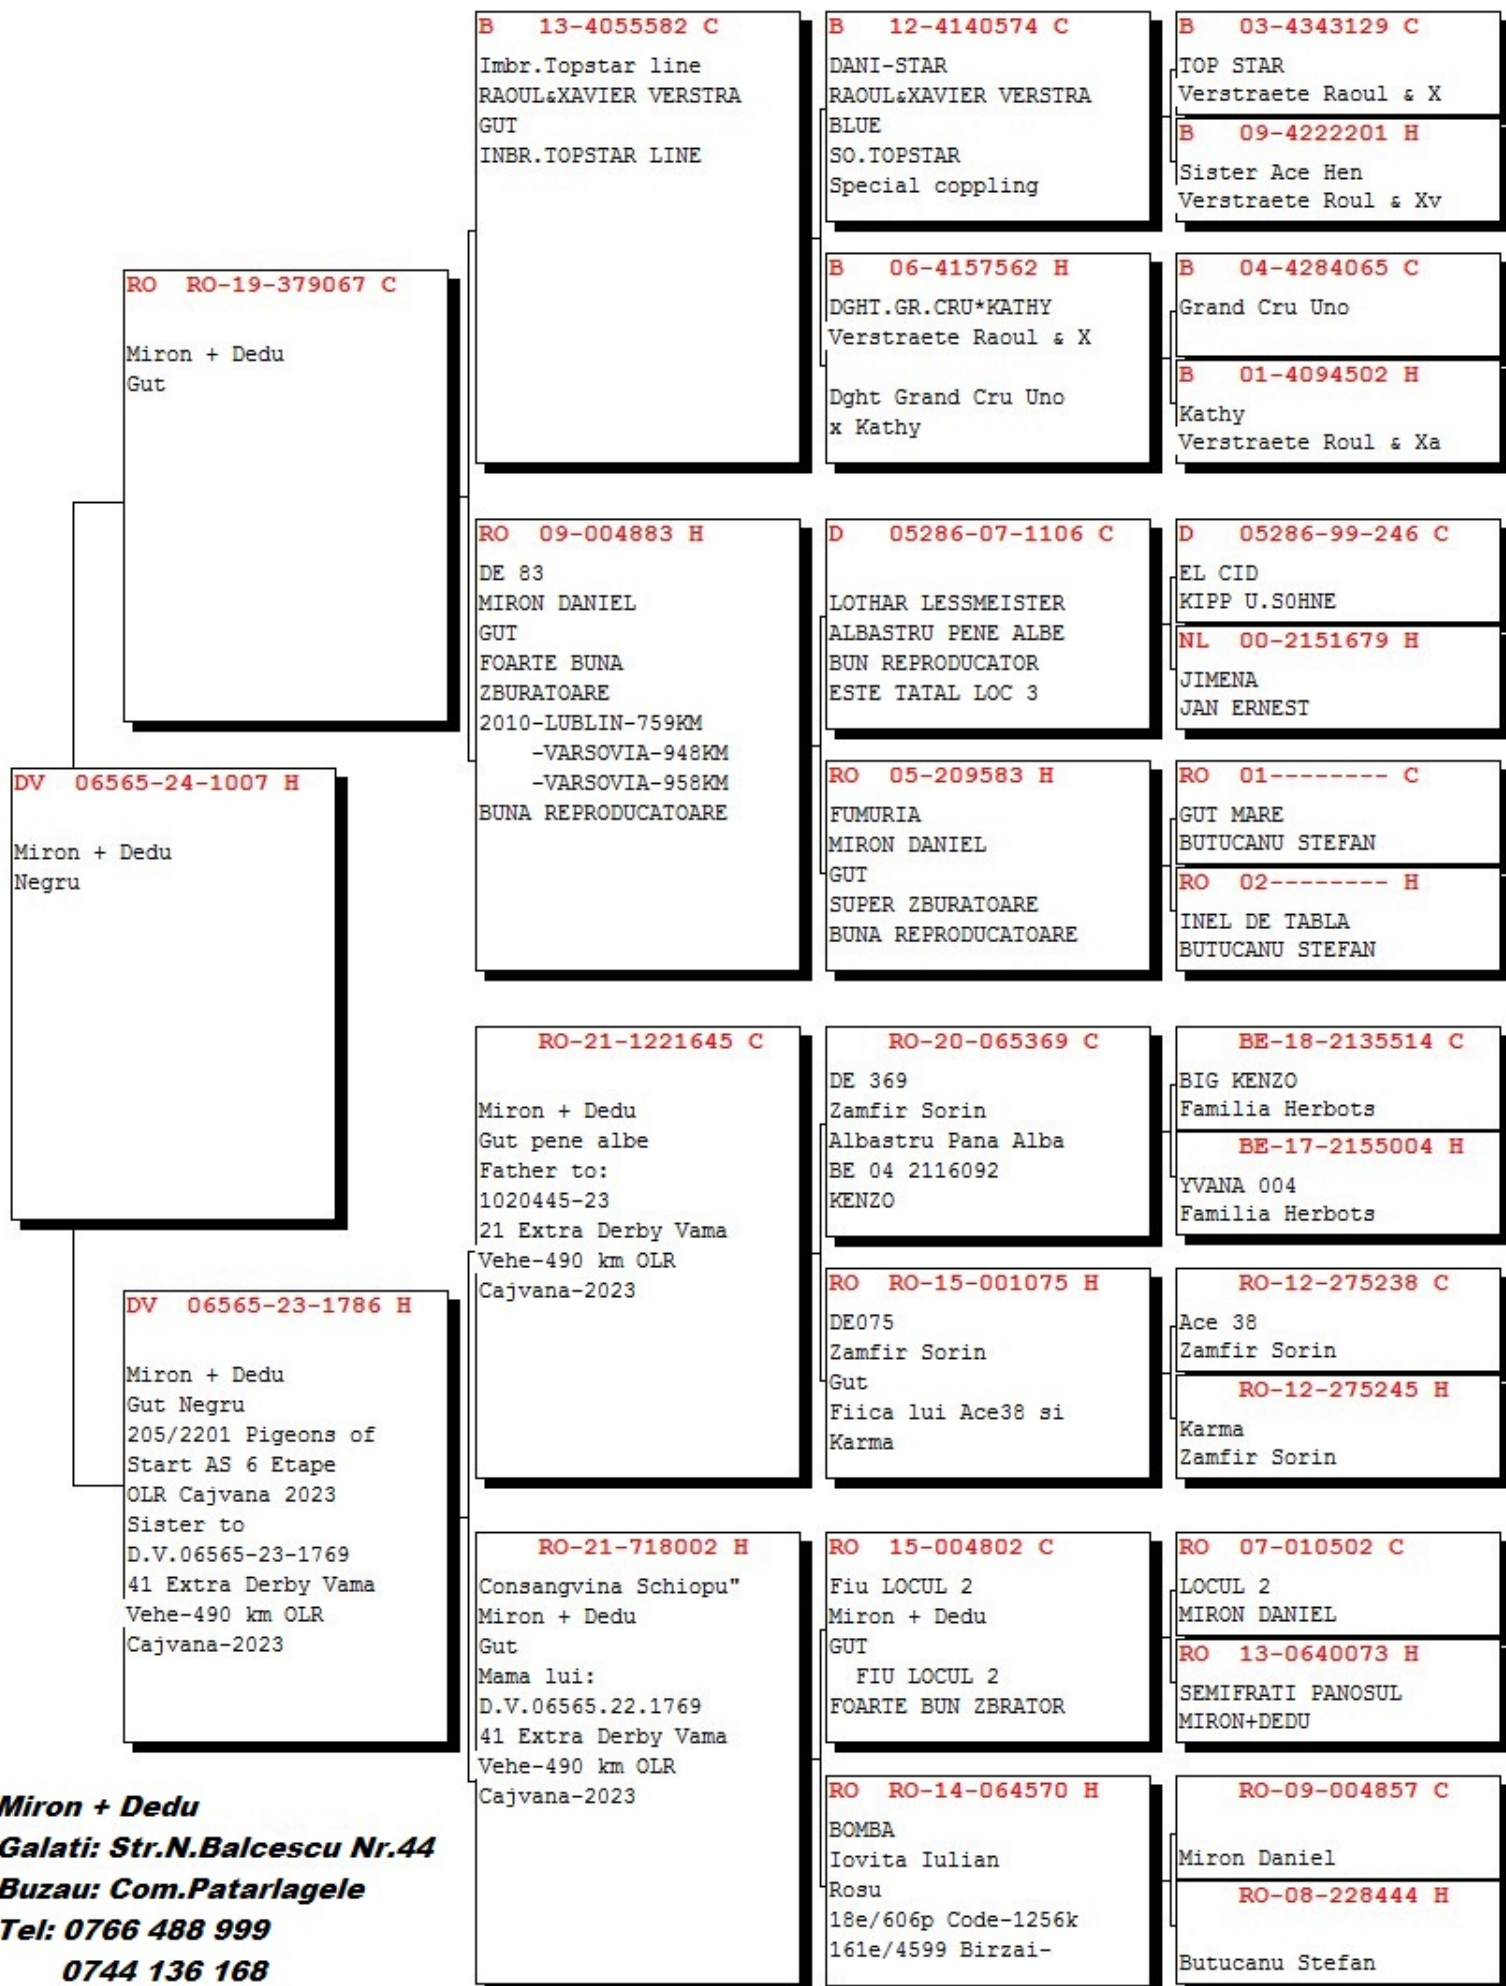 DV 06565-24-1007 H
Miron + Dedu
Negru
RO RO-19-379067 C
Miron + Dedu
Gut
DV 06565-23-1786 H
Miron + Dedu
Gut Negru
205/2201 Pigeons of
Start AS 6 Etape
OLR Cajvana 2023
Sister to
D.V.06565-23-1769
41 Extra Derby Vama
Vehe-490 km OLR
Cajvana-2023
B 13-4055582 C
Imbr.Topstar line
RAOUL&XAVIER VERSTRA
GUT
INBR.TOPSTAR LINE
RO 09-004883 H
DE 83
MIRON DANIEL
GUT
FOARTE BUNA
ZBURATOARE
2010-LUBLIN-759KM
-VARSOVIA-948KM
-VARSOVIA-958KM
BUNA REPRODUCATOARE
RO-21-1221645 C
Miron + Dedu
Gut pene albe
Father to:
1020445-23
21 Extra Derby Vama
Vehe-490 km OLR
Cajvana-2023
RO-21-718002 H
Consangvina Schiopu"
Miron + Dedu
Gut
Mama lui:
D.V.06565.22.1769
41 Extra Derby Vama
Vehe-490 km OLR
Cajvana-2023
B 12-4140574 C
DANI-STAR
RAOUL&XAVIER VERSTRA
BLUE
SO.TOPSTAR
Special coppling
B 06-4157562 H
DGHT.GR.CRU*KATHY
Verstraete Raoul & X
Dght Grand Cru Uno
x Kathy
D 05286-07-1106 C
LOTHAR LESSMEISTER
ALBASTRU PENE ALBE
BUN REPRODUCATOR
ESTE TATAL LOC 3
RO 05-209583 H
FUMURIA
MIRON DANIEL
GUT
SUPER ZBURATOARE
BUNA REPRODUCATOARE
RO-20-065369 C
DE 369
Zamfir Sorin
Albastru Pana Alba
BE 04 2116092
KENZO
RO RO-15-001075 H
DE075
Zamfir Sorin
Gut
Fiica lui Ace38 si
Karma
RO 15-004802 C
Fiu LOCUL 2
Miron + Dedu
GUT
FIU LOCUL 2
FOARTE BUN ZBRATOR
RO RO-14-064570 H
BOMBA
Iovita Iulian
Rosu
18e/606p Code-1256k
161e/4599 Birzai-
B 03-4343129 C
TOP STAR
Verstraete Raoul & X
B 09-4222201 H
Sister Ace Hen
Verstraete Roul & Xv
B 04-4284065 C
Grand Cru Uno
B 01-4094502 H
Kathy
Verstraete Roul & Xa
D 05286-99-246 C
EL CID
KIPP U.SOHNE
NL 00-2151679 H
JIMENA
JAN ERNEST
RO 01-------- C
GUT MARE
BUTUCANU STEFAN
RO 02-------- H
INEL DE TABLA
BUTUCANU STEFAN
BE-18-2135514 C
BIG KENZO
Familia Herbots
BE-17-2155004 H
YVANA 004
Familia Herbots
RO-12-275238 C
Ace 38
Zamfir Sorin
RO-12-275245 H
Karma
Zamfir Sorin
RO 07-010502 C
LOCUL 2
MIRON DANIEL
RO 13-0640073 H
SEMIFRATI PANOSUL
MIRON+DEDU
RO-09-004857 C
Miron Daniel
RO-08-228444 H
Butucanu Stefan
Miron + Dedu
Galati: Str.N.Balcescu Nr.44
Buzau: Com.Patarlagele
Tel: 0766 488 999
0744 136 168